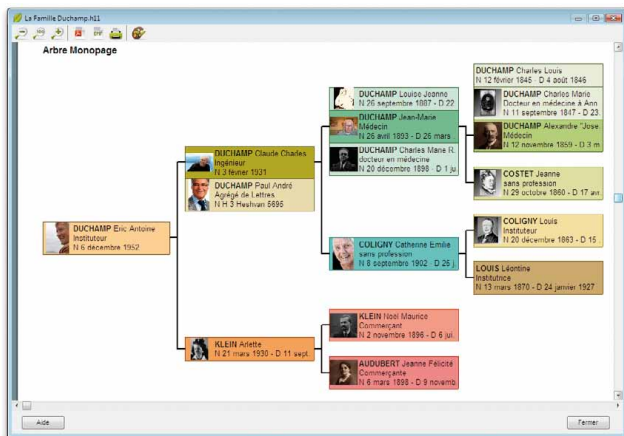 La Famille Duchamp.h11
Arbre Monopage
DUCHAMP Eric Antoine
Instituteur
N 6 décembre 1952
DUCHAMP Claude Charles
Ingénieur
N 3 février 1931
DUCHAMP Paul André
Agrégé de Lettres
N H 3 Heshvan 5695
KLEIN Arlette
N 21 mars 1930 - D 11 sept
DUCHAMP Louise Jeanne
N 26 septembre 1887 - D 22
DUCHAMP Jean-Marie
Médecin
N 26 avril 1893 - D 26 mars
DUCHAMP Charles Marie R.
docteur en médecine
N 20 décembre 1898 - D 1 ju.
COLIGNY Catherine Emilie
sans profession
N 8 septembre 1902 - D 25 j.
KLEIN Noel Maurice
Commerçant
N 2 novembre 1896 - D 6 jui.
AUDUBERT Jeanne Félicité
Commerçante
N 6 mars 1898 - D 9 novemb.
DUCHAMP Charles Louis
N 12 février 1845 - D 4 août 1846
DUCHAMP Charles Marie
Docteur en médecine à Ann
N 11 septembre 1847 - D 23.
DUCHAMP Alexandre "Jose.
Médecin
N 12 novembre 1859 - D 3 m
COSTET Jeanne
sans profession
N 29 octobre 1860 - D 17 avr.
COLIGNY Louis
Instituteur
N 20 décembre 1863 - D 15 .
LOUIS Léontine
Institutrice
N 13 mars 1870 - D 24 janvier 1927
Aide
Fermer